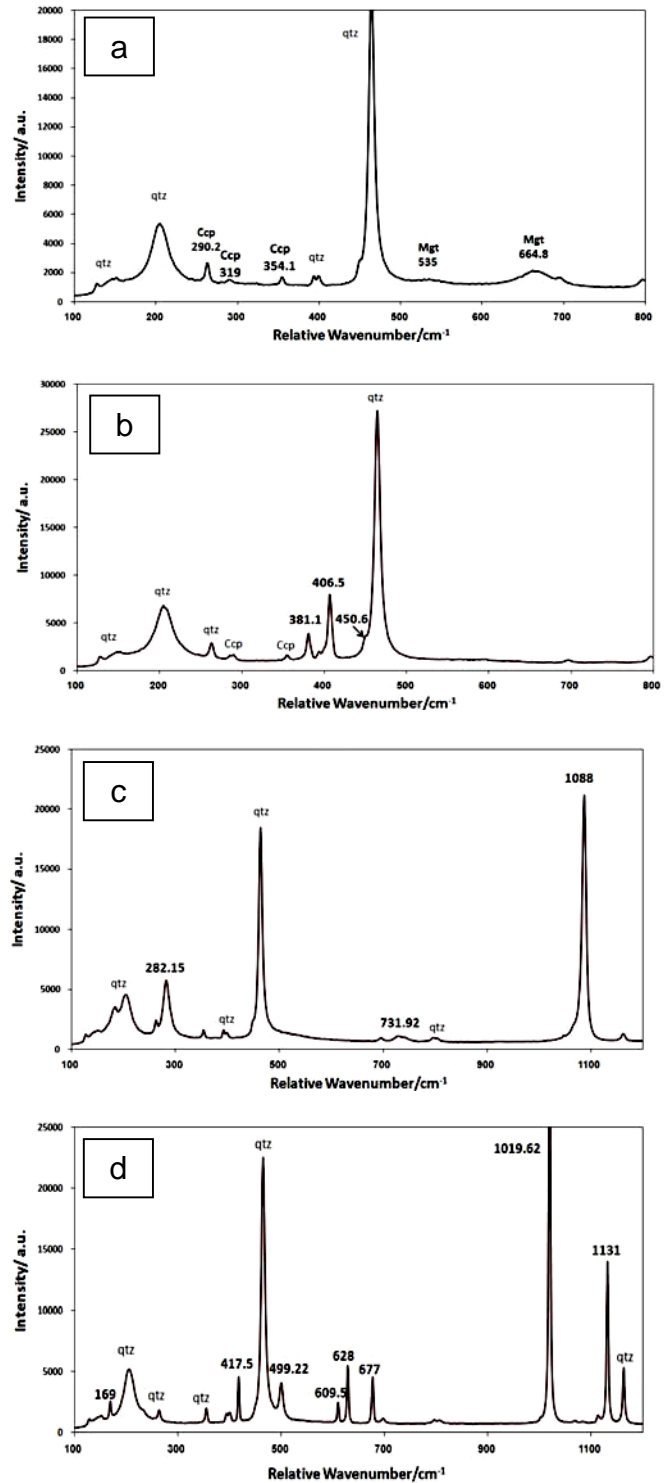 a
20000
18000
16000
14000
12000
10000
8000
6000
4000
2000
0
Intensity/ a.u.
qtz
qtz
qtz
Ccp
290.2
Ccp
319
Ccp
354.1
qtz
Mgt
535
Mgt
664.8
100 200 300 400 500 600 700 800
Relative Wavenumber/cm-1
b
30000
25000
20000
15000
10000
5000
0
Intensity/ a.u.
qtz
qtz
qtz
qtz
Ccp
Ccp
381.1
406.5
450.6
100 200 300 400 500 600 700 800
Relative Wavenumber/cm-1
c
25000
20000
15000
10000
5000
0
Intensity/ a.u.
1088
qtz
qtz
282.15
qtz
731.92
qtz
100 300 500 700 900 1100
Relative Wavenumber/cm-1
d
25000
20000
15000
10000
5000
0
Intensity/ a.u.
qtz
1019.62
1131
qtz
169
qtz
qtz
qtz
417.5
499.22
609.5
628
677
100 300 500 700 900 1100
Relative Wavenumber/cm-1